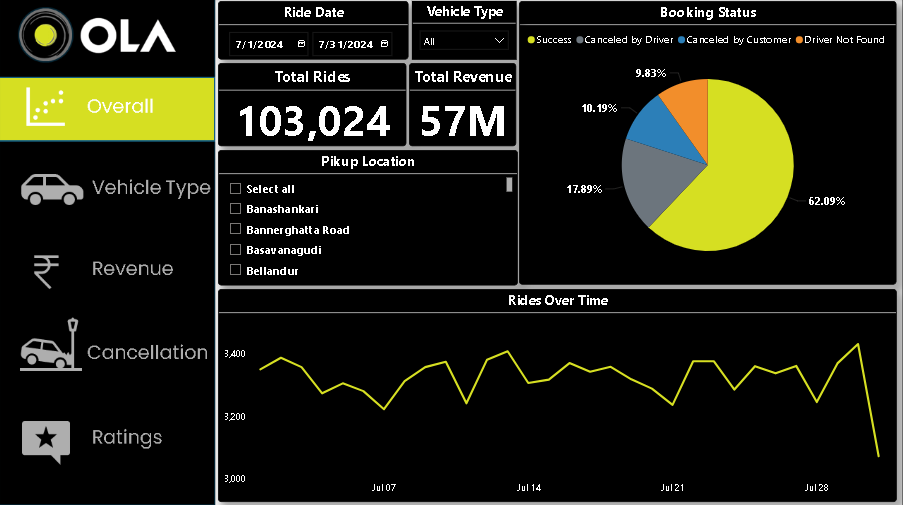 OLA
Overall
Vehicle Type
Revenue
Cancellation
Ratings
Ride Date
7/1/2024 7/31/2024
Vehicle Type
All
Total Rides
103,024
Total Revenue
57M
Pikup Location
Select all
Banashankari
Bannerghatta Road
Basavanagudi
Bellandur
Booking Status
Success Canceled by Driver Canceled by Customer Driver Not Found
9.83%
10.19%
17.89%
62.09%
Rides Over Time
3,400
3,200
3,000
Jul 07 Jul 14 Jul 21 Jul 28